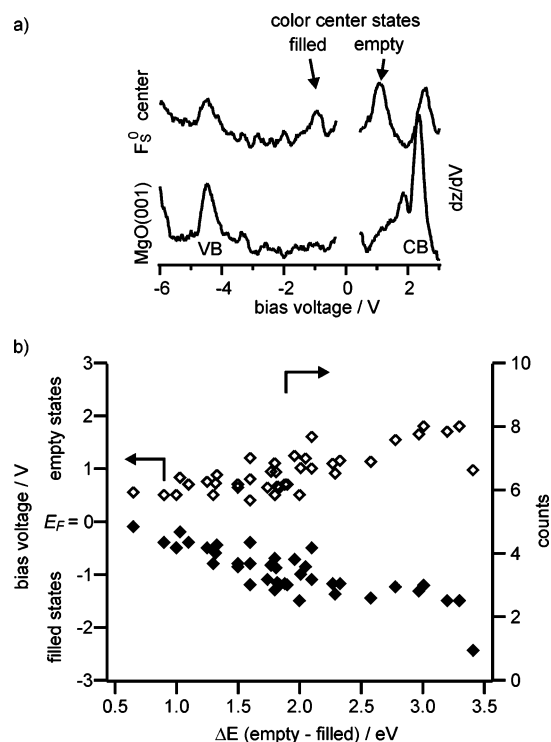 a)
color center states
filled
empty
F_S^0 center
MgO(001)
dz/dV
VB
CB
-6
-4
-2
0
2
bias voltage / V
b)
3
2
1
E_F = 0
-1
-2
-3
bias voltage / V
empty states
filled states
10
8
6
4
2
0
counts
0.5
1.0
1.5
2.0
2.5
3.0
3.5
ΔE (empty - filled) / eV